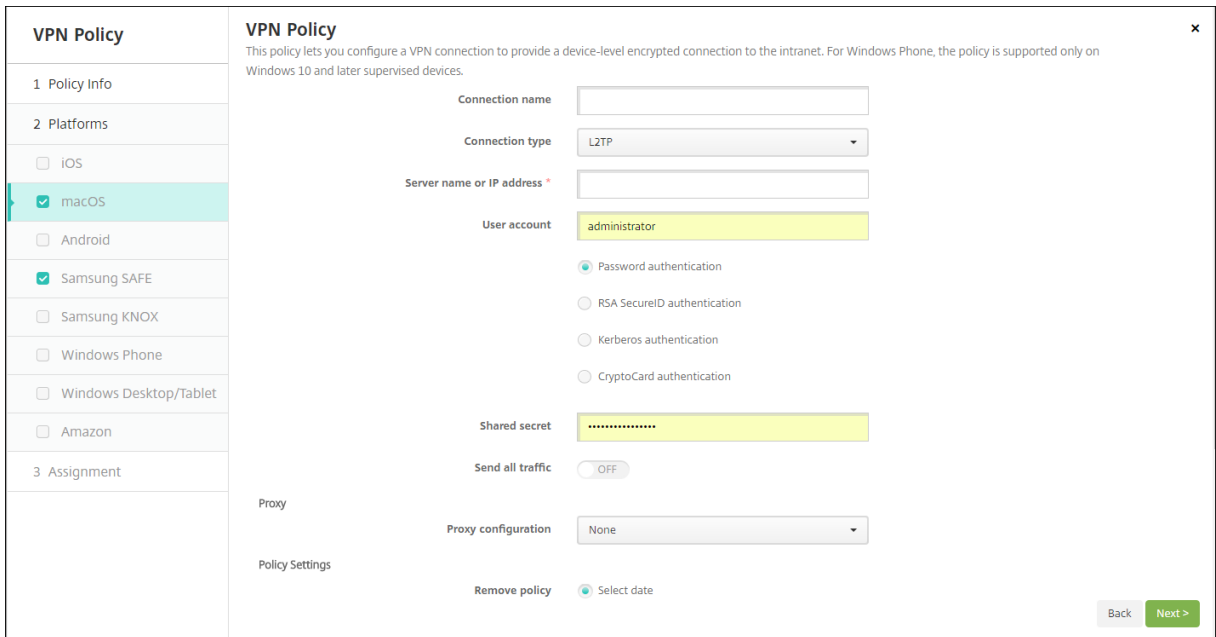 VPN Policy
1 Policy Info
2 Platforms
iOS
macOS
Android
Samsung SAFE
Samsung KNOX
Windows Phone
Windows Desktop/Tablet
Amazon
3 Assignment
VPN Policy
×
This policy lets you configure a VPN connection to provide a device-level encrypted connection to the intranet. For Windows Phone, the policy is supported only on
Windows 10 and later supervised devices.
Connection name
Connection type
L2TP
Server name or IP address *
User account
administrator
Password authentication
RSA SecureID authentication
Kerberos authentication
CryptoCard authentication
Shared secret
••••••••••••••••
Send all traffic
OFF
Proxy
Proxy configuration
None
Policy Settings
Remove policy
Select date
Back
Next >